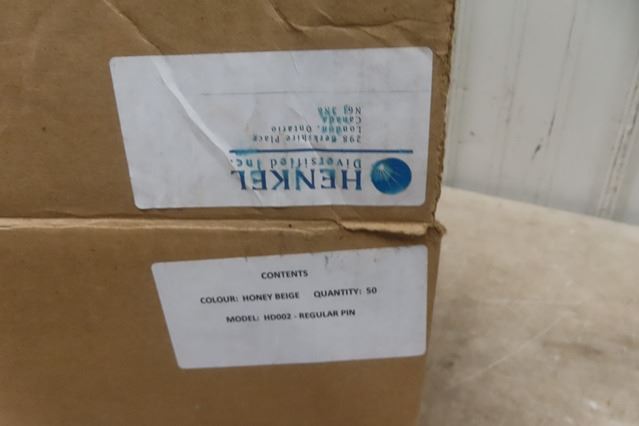 HENKEL
Diversified Inc.
298 Berkshire Place
London, Ontario
Canada
N6J 3N8
CONTENTS
COLOUR: HONEY BEIGE QUANTITY: 50
MODEL: HD002 - REGULAR PIN